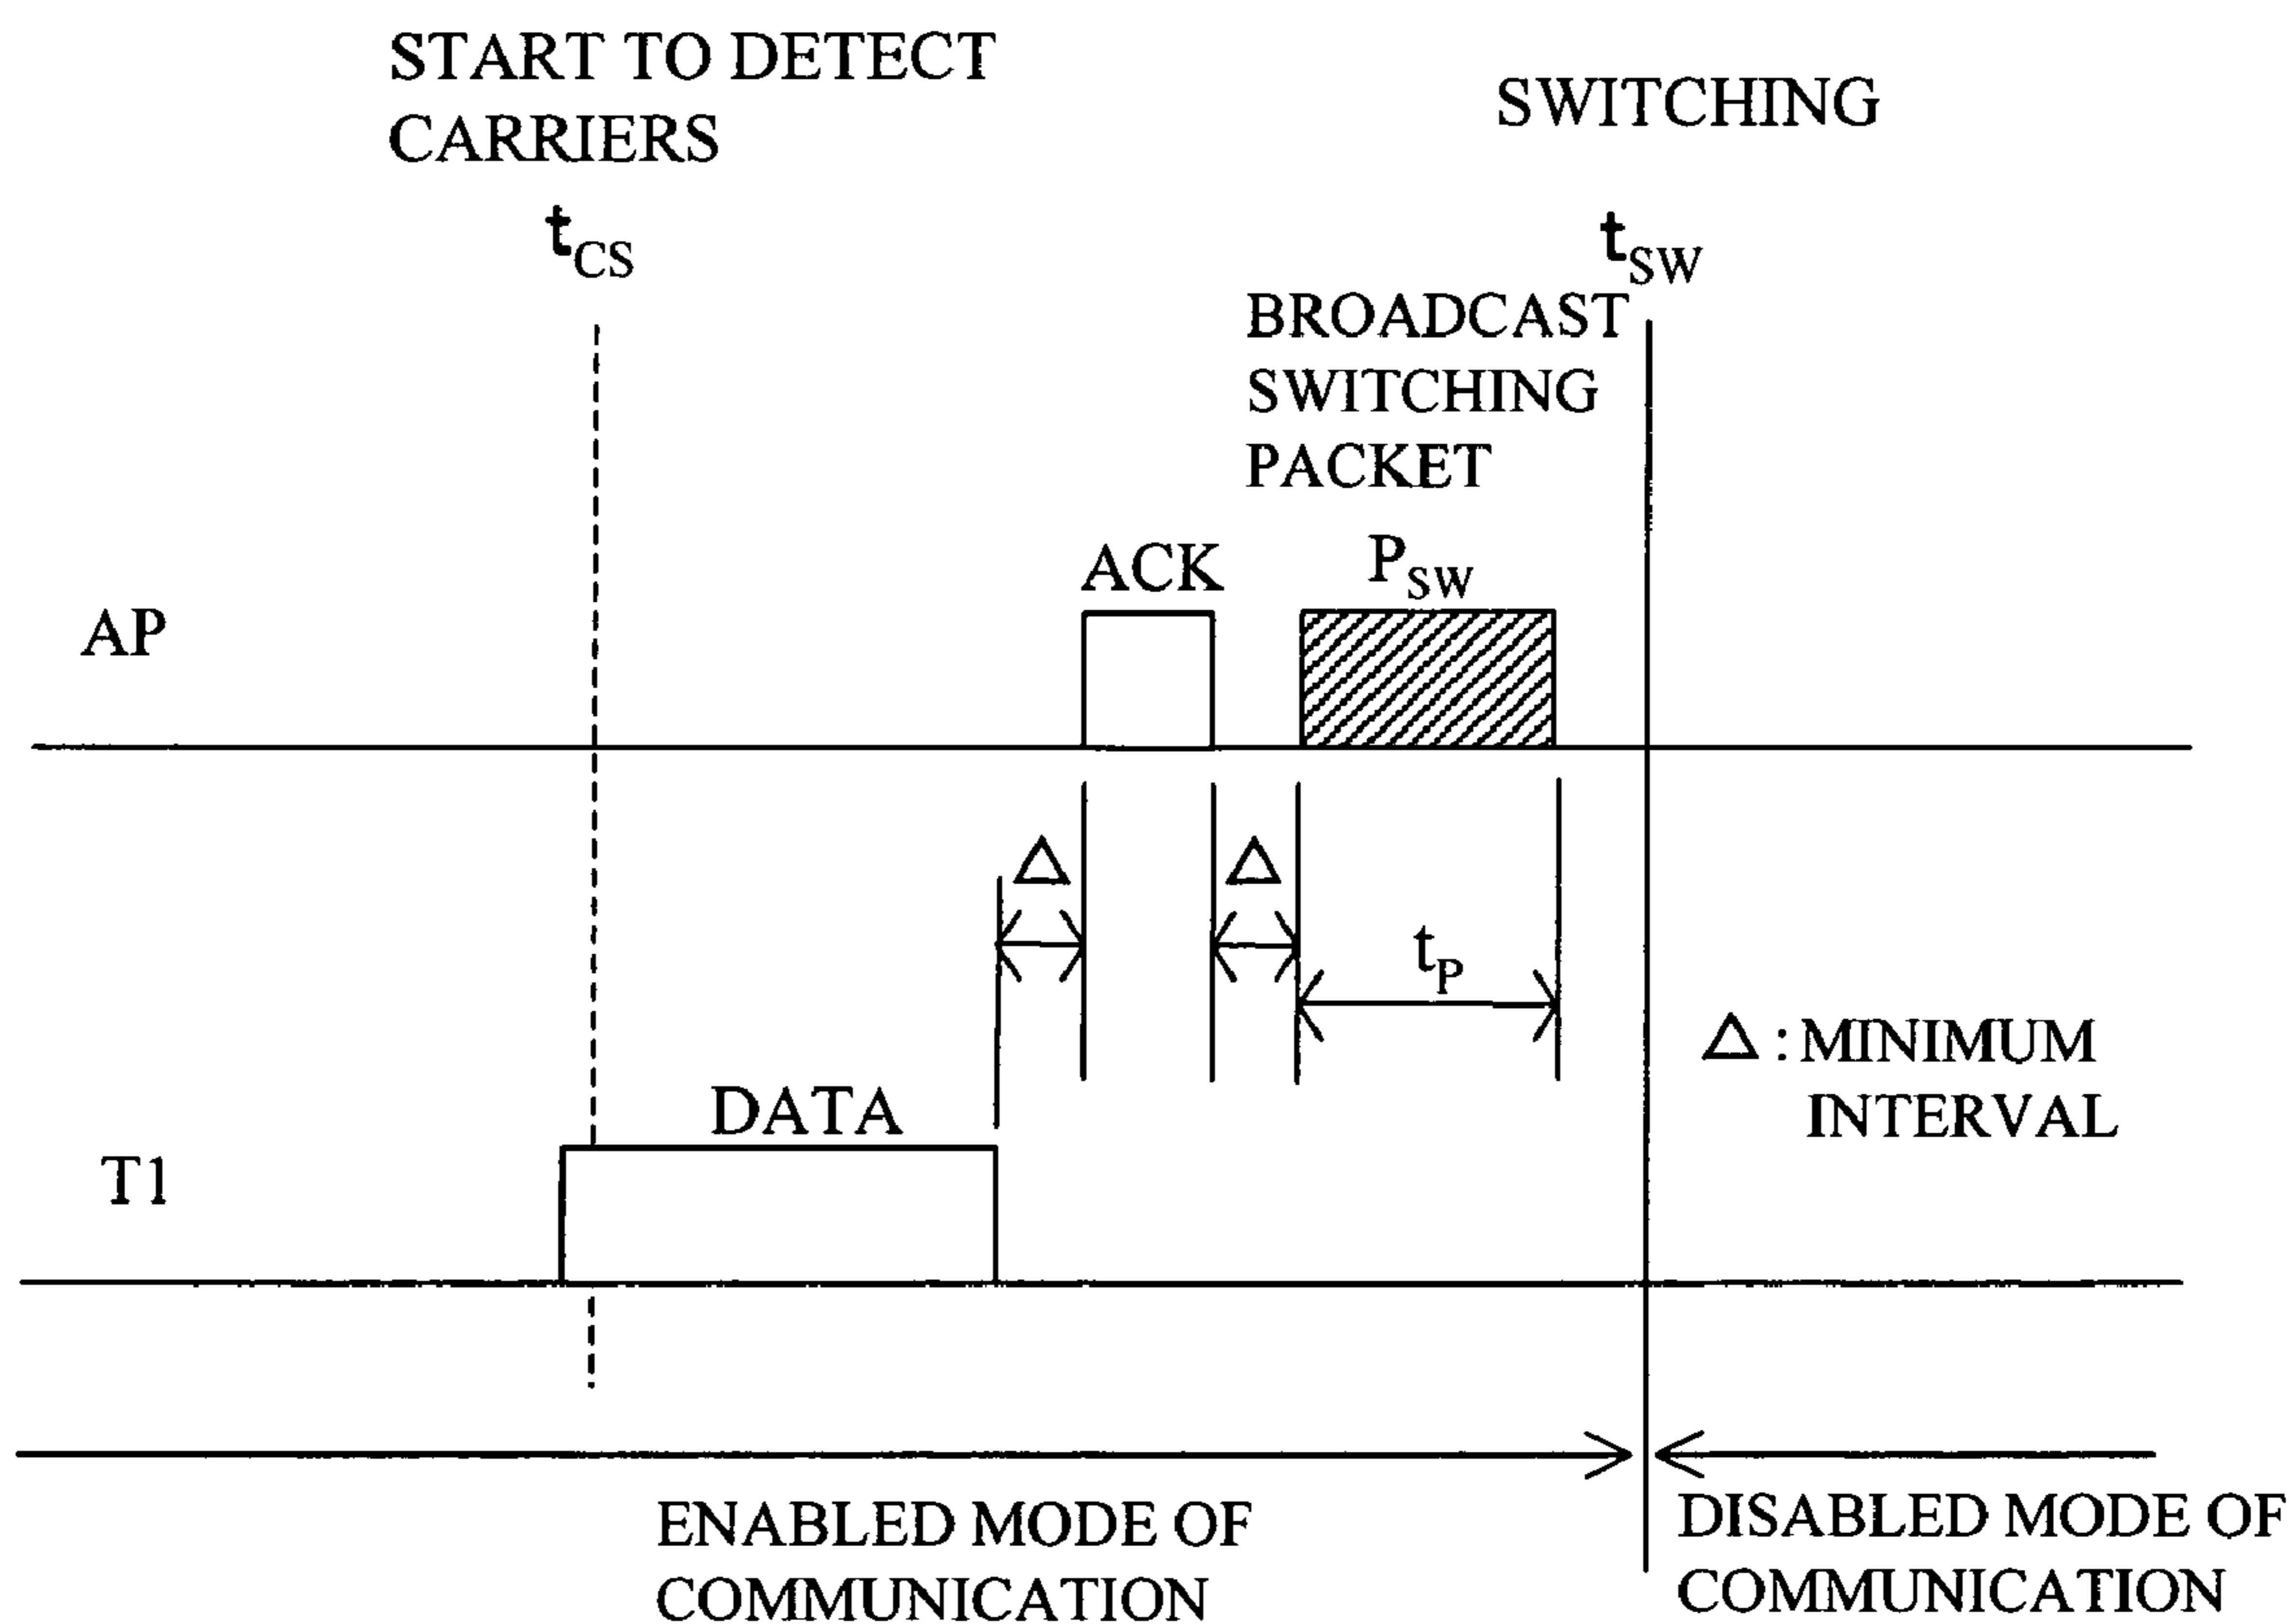 START TO DETECT
CARRIERS
tCS
SWITCHING
tSW
BROADCAST
SWITCHING
PACKET
PSW
ACK
AP
Δ
Δ
tP
Δ : MINIMUM
INTERVAL
DATA
T1
ENABLED MODE OF
COMMUNICATION
DISABLED MODE OF
COMMUNICATION